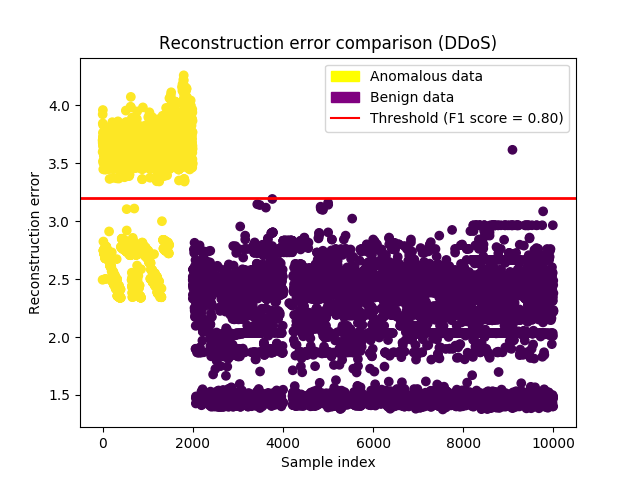 Reconstruction error comparison (DDoS)
Anomalous data
Benign data
Threshold (F1 score = 0.80)
Reconstruction error
4.0
3.5
3.0
2.5
2.0
1.5
0
2000
4000
6000
8000
10000
Sample index